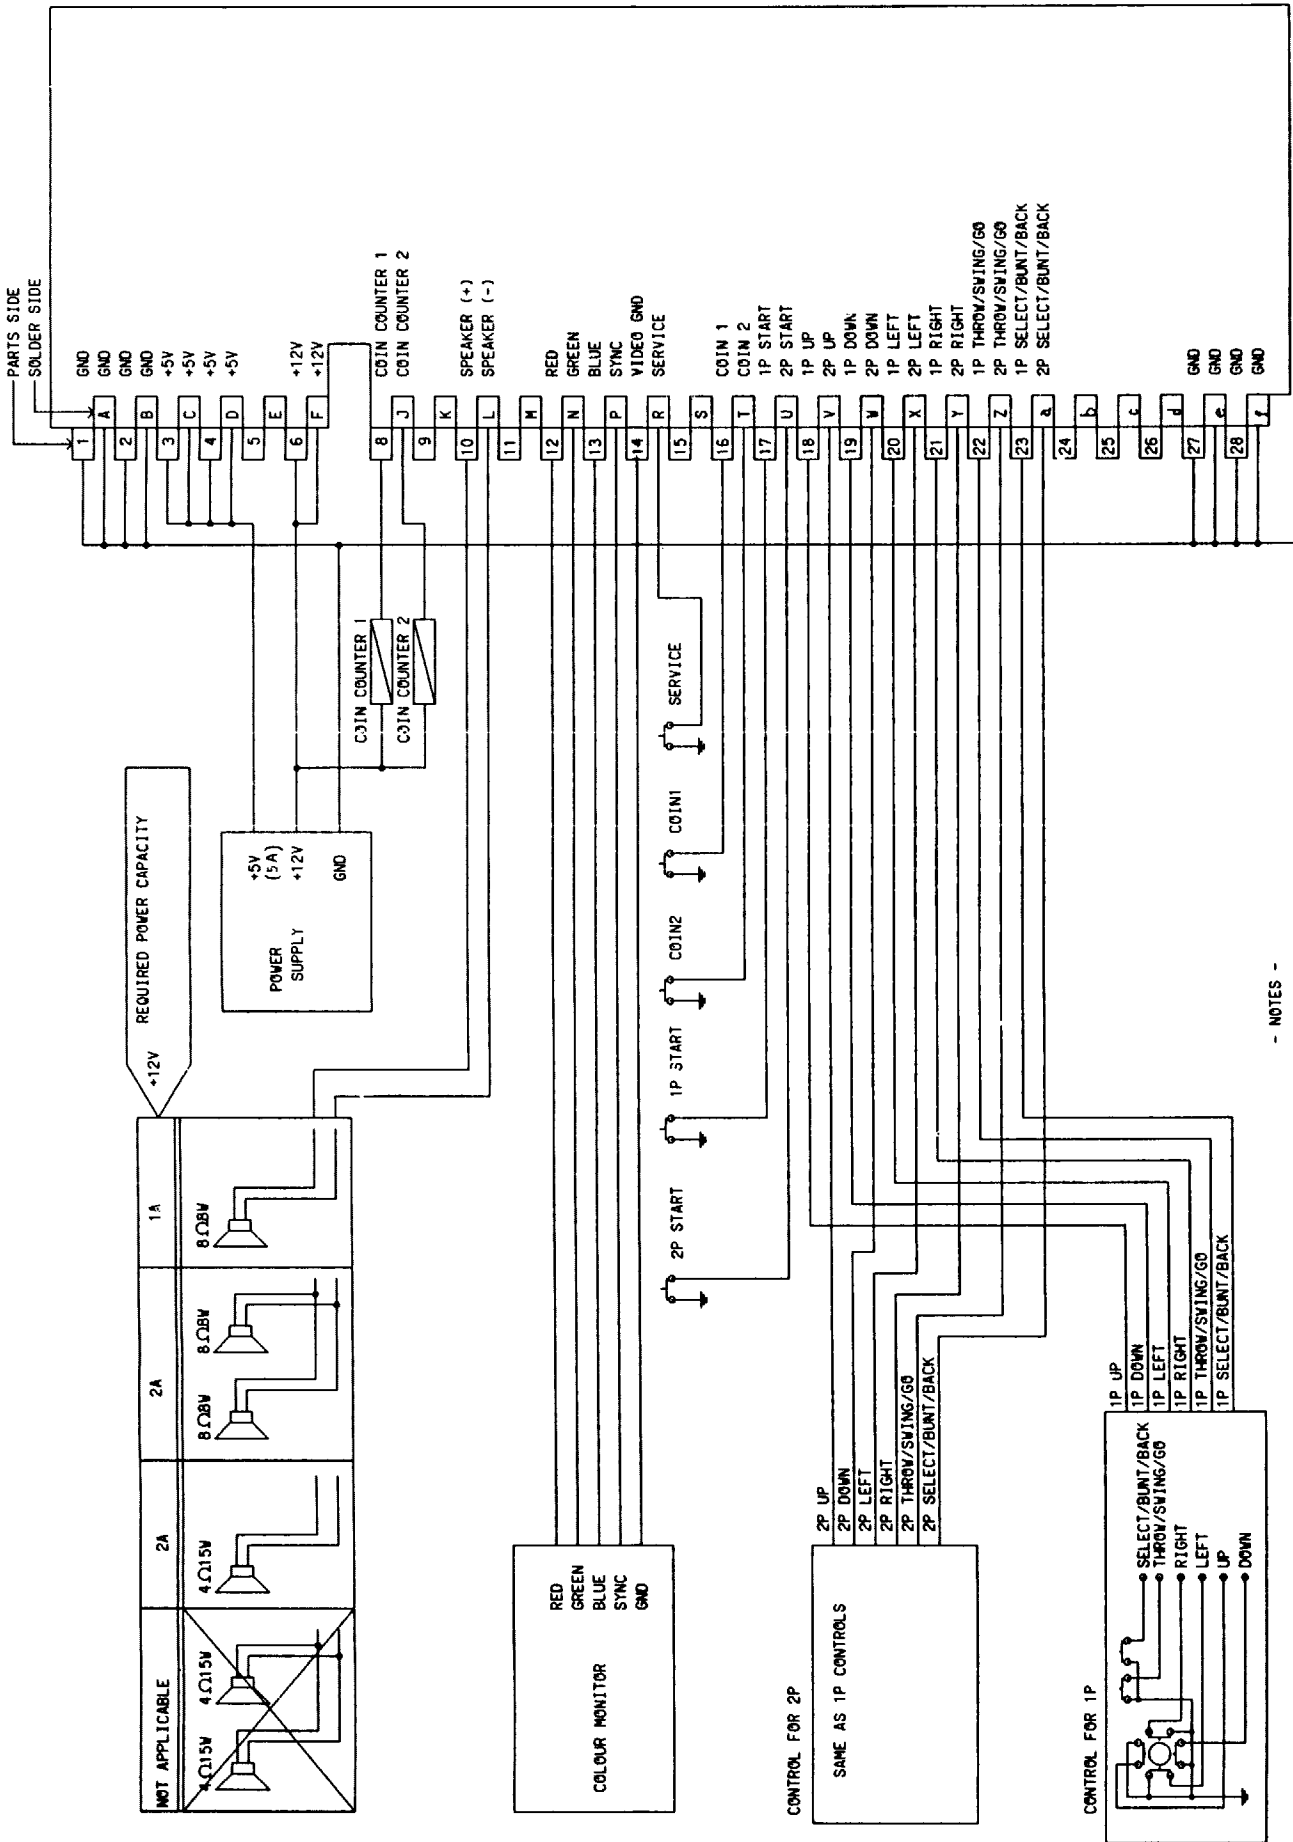 PARTS SIDE
SOLDER SIDE
1
A
2
B
3
C
4
D
5
E
6
F
8
J
9
K
10
L
11
M
12
N
13
P
14
R
15
S
16
T
17
U
18
V
19
W
20
X
21
Y
22
Z
23
a
24
b
25
c
26
d
27
e
28
f
GND
GND
GND
GND
+5V
+5V
+5V
+5V
+12V
+12V
COIN COUNTER 1
COIN COUNTER 2
SPEAKER (+)
SPEAKER (-)
RED
GREEN
BLUE
SYNC
VIDEO GND
SERVICE
COIN 1
COIN 2
1P START
2P START
1P UP
2P UP
1P DOWN
2P DOWN
1P LEFT
2P LEFT
1P RIGHT
2P RIGHT
1P THROW/SWING/GO
2P THROW/SWING/GO
1P SELECT/BUNT/BACK
2P SELECT/BUNT/BACK
GND
GND
GND
GND
REQUIRED POWER CAPACITY
+12V
NOT APPLICABLE
2A
2A
1A
4Ω15W
4Ω15W
4Ω15W
8Ω8W
8Ω8W
8Ω8W
POWER
SUPPLY
+5V
(5A)
+12V
GND
COIN COUNTER 1
COIN COUNTER 2
COLOUR MONITOR
RED
GREEN
BLUE
SYNC
GND
2P START
1P START
COIN2
COIN1
SERVICE
CONTROL FOR 2P
SAME AS 1P CONTROLS
2P UP
2P DOWN
2P LEFT
2P RIGHT
2P THROW/SWING/GO
2P SELECT/BUNT/BACK
CONTROL FOR 1P
SELECT/BUNT/BACK
THROW/SWING/GO
RIGHT
LEFT
UP
DOWN
1P UP
1P DOWN
1P LEFT
1P RIGHT
1P THROW/SWING/GO
1P SELECT/BUNT/BACK
- NOTES -